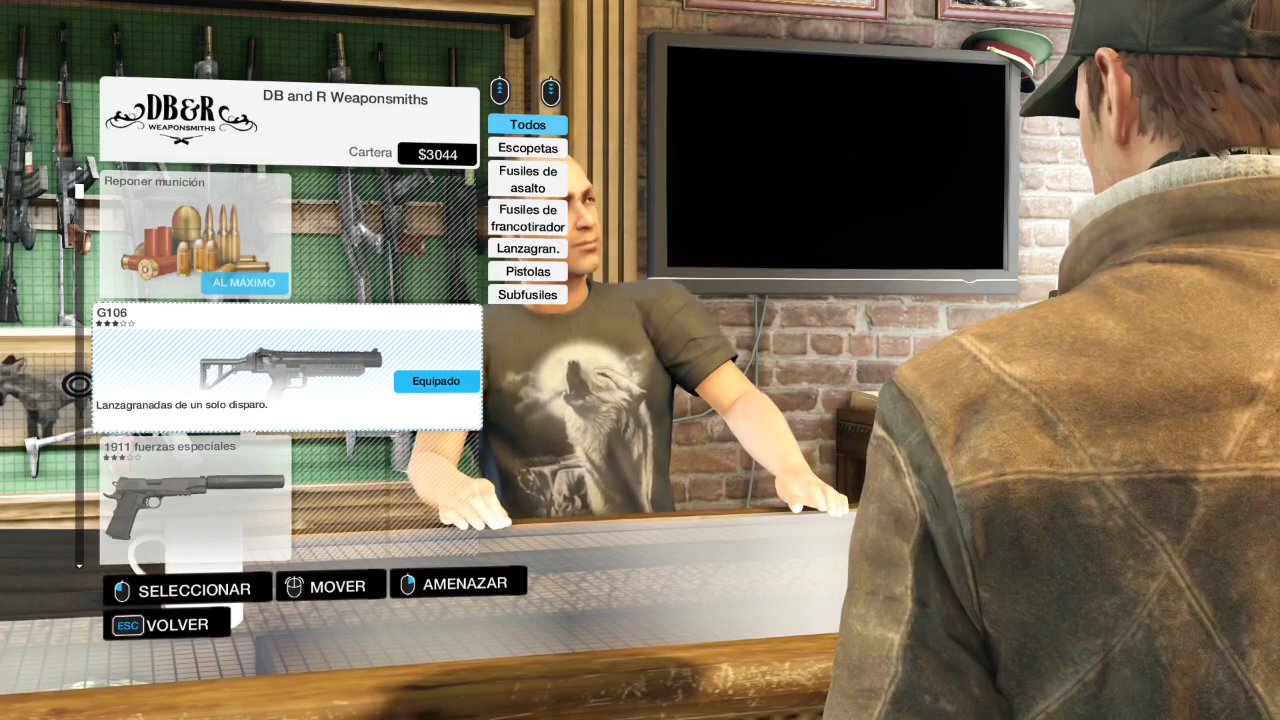 DB&R
WEAPONSMITHS
DB and R Weaponsmiths
Cartera $3044
Reponer munición
AL MÁXIMO
G106
Equipado
Lanzagranadas de un solo disparo.
1911 fuerzas especiales
Todos
Escopetas
Fusiles de
asalto
Fusiles de
francotirador
Lanzagran.
Pistolas
Subfusiles
SELECCIONAR
MOVER
AMENAZAR
ESC VOLVER